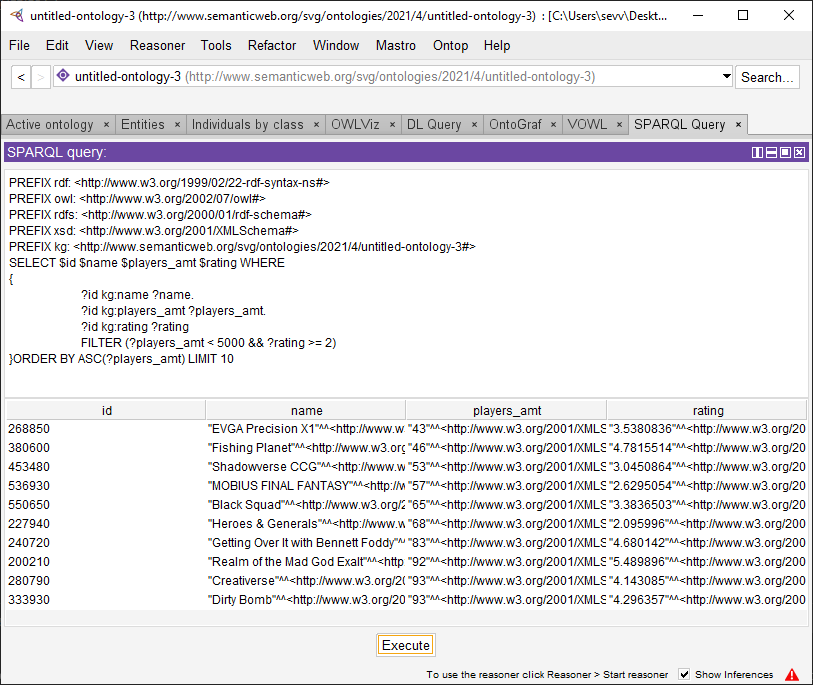 untitled-ontology-3 (http://www.semanticweb.org/svg/ontologies/2021/4/untitled-ontology-3) : [C:\Users\sevv\Deskt...
File Edit View Reasoner Tools Refactor Window Mastro Ontop Help
< > untitled-ontology-3 (http://www.semanticweb.org/svg/ontologies/2021/4/untitled-ontology-3) Search...
Active ontology × Entities × Individuals by class × OWLViz × DL Query × OntoGraf × VOWL × SPARQL Query ×
SPARQL query:
PREFIX rdf: <http://www.w3.org/1999/02/22-rdf-syntax-ns#>
PREFIX owl: <http://www.w3.org/2002/07/owl#>
PREFIX rdfs: <http://www.w3.org/2000/01/rdf-schema#>
PREFIX xsd: <http://www.w3.org/2001/XMLSchema#>
PREFIX kg: <http://www.semanticweb.org/svg/ontologies/2021/4/untitled-ontology-3#>
SELECT $id $name $players_amt $rating WHERE
{
?id kg:name ?name.
?id kg:players_amt ?players_amt.
?id kg:rating ?rating
FILTER (?players_amt < 5000 && ?rating >= 2)
}ORDER BY ASC(?players_amt) LIMIT 10
id name players_amt rating
268850 "EVGA Precision X1"^^<http://www.w "43"^^<http://www.w3.org/2001/XMLS "3.5380836"^^<http://www.w3.org/20
380600 "Fishing Planet"^^<http://www.w3.org "46"^^<http://www.w3.org/2001/XMLS "4.7815514"^^<http://www.w3.org/20
453480 "Shadowverse CCG"^^<http://www.w "53"^^<http://www.w3.org/2001/XMLS "3.0450864"^^<http://www.w3.org/20
536930 "MOBIUS FINAL FANTASY"^^<http://w "57"^^<http://www.w3.org/2001/XMLS "2.6295054"^^<http://www.w3.org/20
550650 "Black Squad"^^<http://www.w3.org/2 "65"^^<http://www.w3.org/2001/XMLS "3.3836503"^^<http://www.w3.org/20
227940 "Heroes & Generals"^^<http://www.w "68"^^<http://www.w3.org/2001/XMLS "2.095996"^^<http://www.w3.org/200
240720 "Getting Over It with Bennett Foddy"^ "83"^^<http://www.w3.org/2001/XMLS "4.680142"^^<http://www.w3.org/200
200210 "Realm of the Mad God Exalt"^^<http "92"^^<http://www.w3.org/2001/XMLS "5.489896"^^<http://www.w3.org/200
280790 "Creativerse"^^<http://www.w3.org/20 "93"^^<http://www.w3.org/2001/XMLS "4.143085"^^<http://www.w3.org/200
333930 "Dirty Bomb"^^<http://www.w3.org/20 "93"^^<http://www.w3.org/2001/XMLS "4.296357"^^<http://www.w3.org/200
Execute
To use the reasoner click Reasoner > Start reasoner Show Inferences